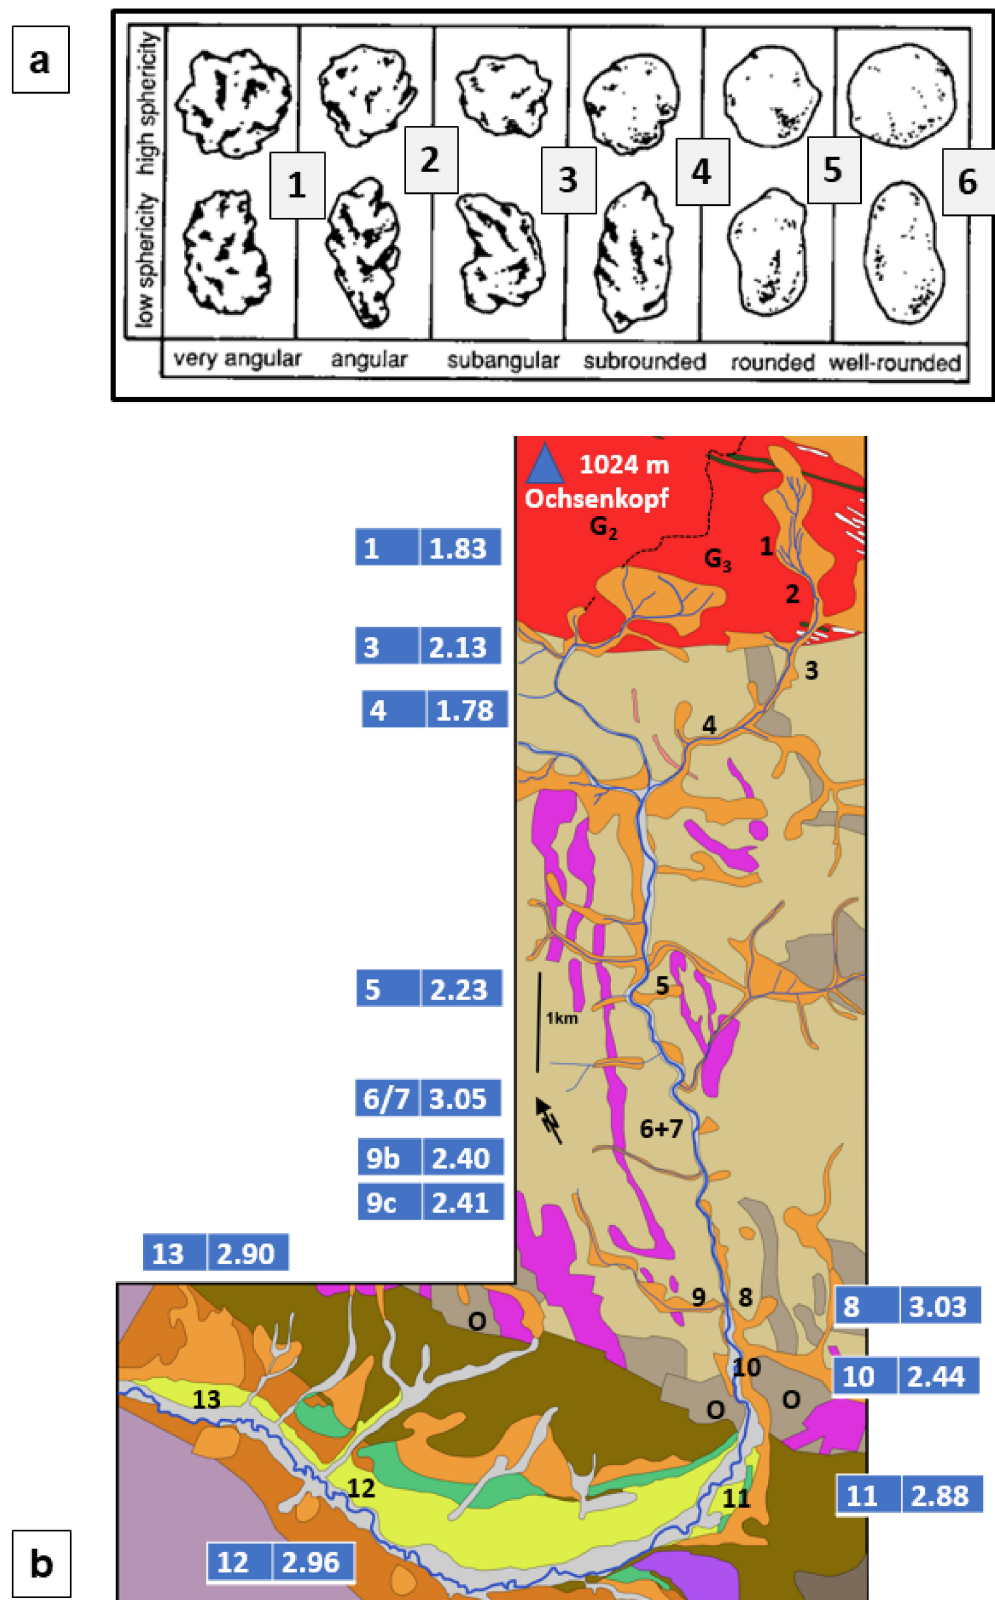 a
high sphericity
low sphericity
1
2
3
4
5
6
very angular
angular
subangular
subrounded
rounded
well-rounded
1024 m
Ochsenkopf
G2
G3
1
2
3
4
5
1km
N
6+7
9
8
10
O
O
O
11
12
13
1 1.83
3 2.13
4 1.78
5 2.23
6/7 3.05
9b 2.40
9c 2.41
13 2.90
8 3.03
10 2.44
11 2.88
12 2.96
b